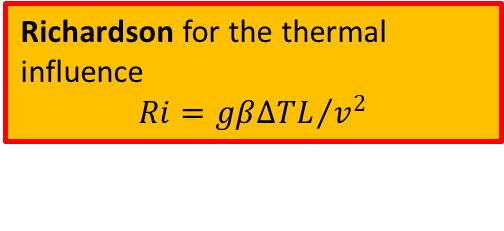 Richardson for the thermal
influence
𝑅𝑖 = 𝑔𝛽Δ𝑇𝐿/𝑣²